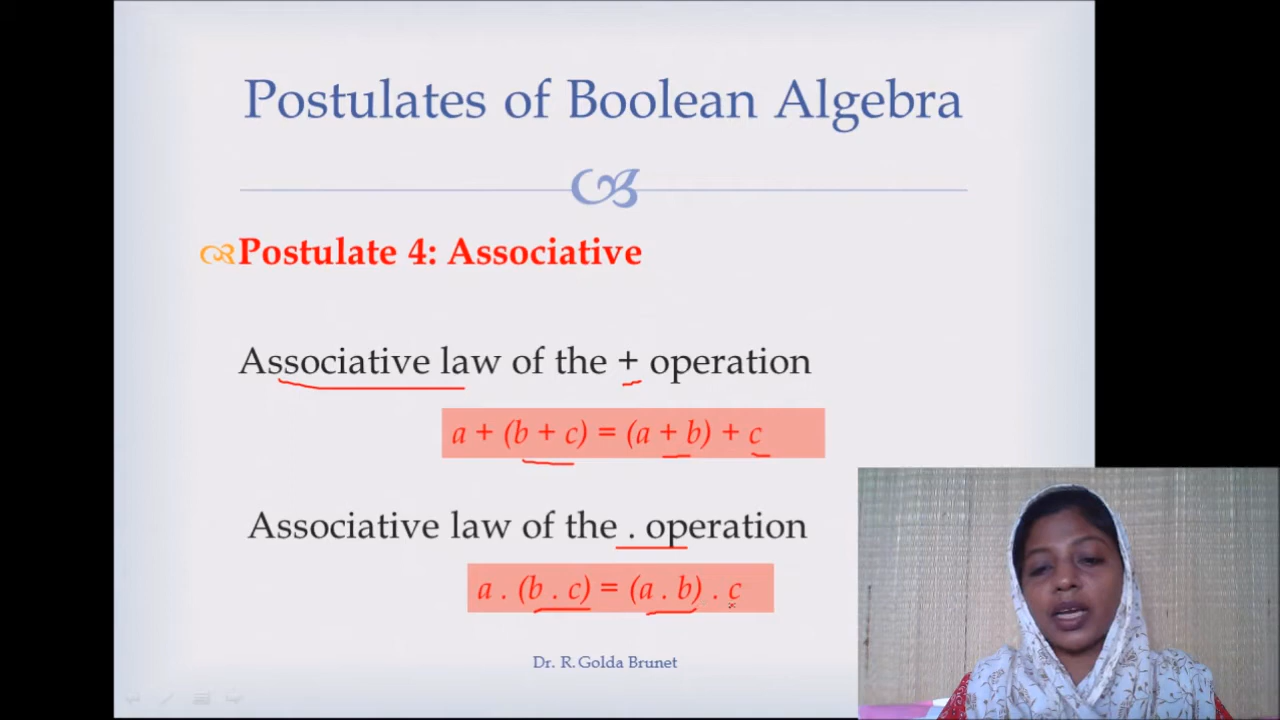 Postulates of Boolean Algebra
Postulate 4: Associative
Associative law of the + operation
a + (b + c) = (a + b) + c
Associative law of the . operation
a . (b . c) = (a . b) . c
Dr. R. Golda Brunet